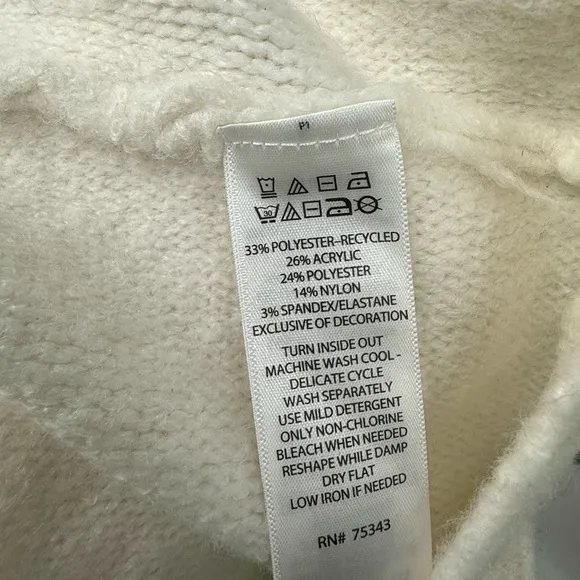 P1
30
33% POLYESTER-RECYCLED
26% ACRYLIC
24% POLYESTER
14% NYLON
3% SPANDEX/ELASTANE
EXCLUSIVE OF DECORATION
TURN INSIDE OUT
MACHINE WASH COOL -
DELICATE CYCLE
WASH SEPARATELY
USE MILD DETERGENT
ONLY NON-CHLORINE
BLEACH WHEN NEEDED
RESHAPE WHILE DAMP
DRY FLAT
LOW IRON IF NEEDED
RN# 75343